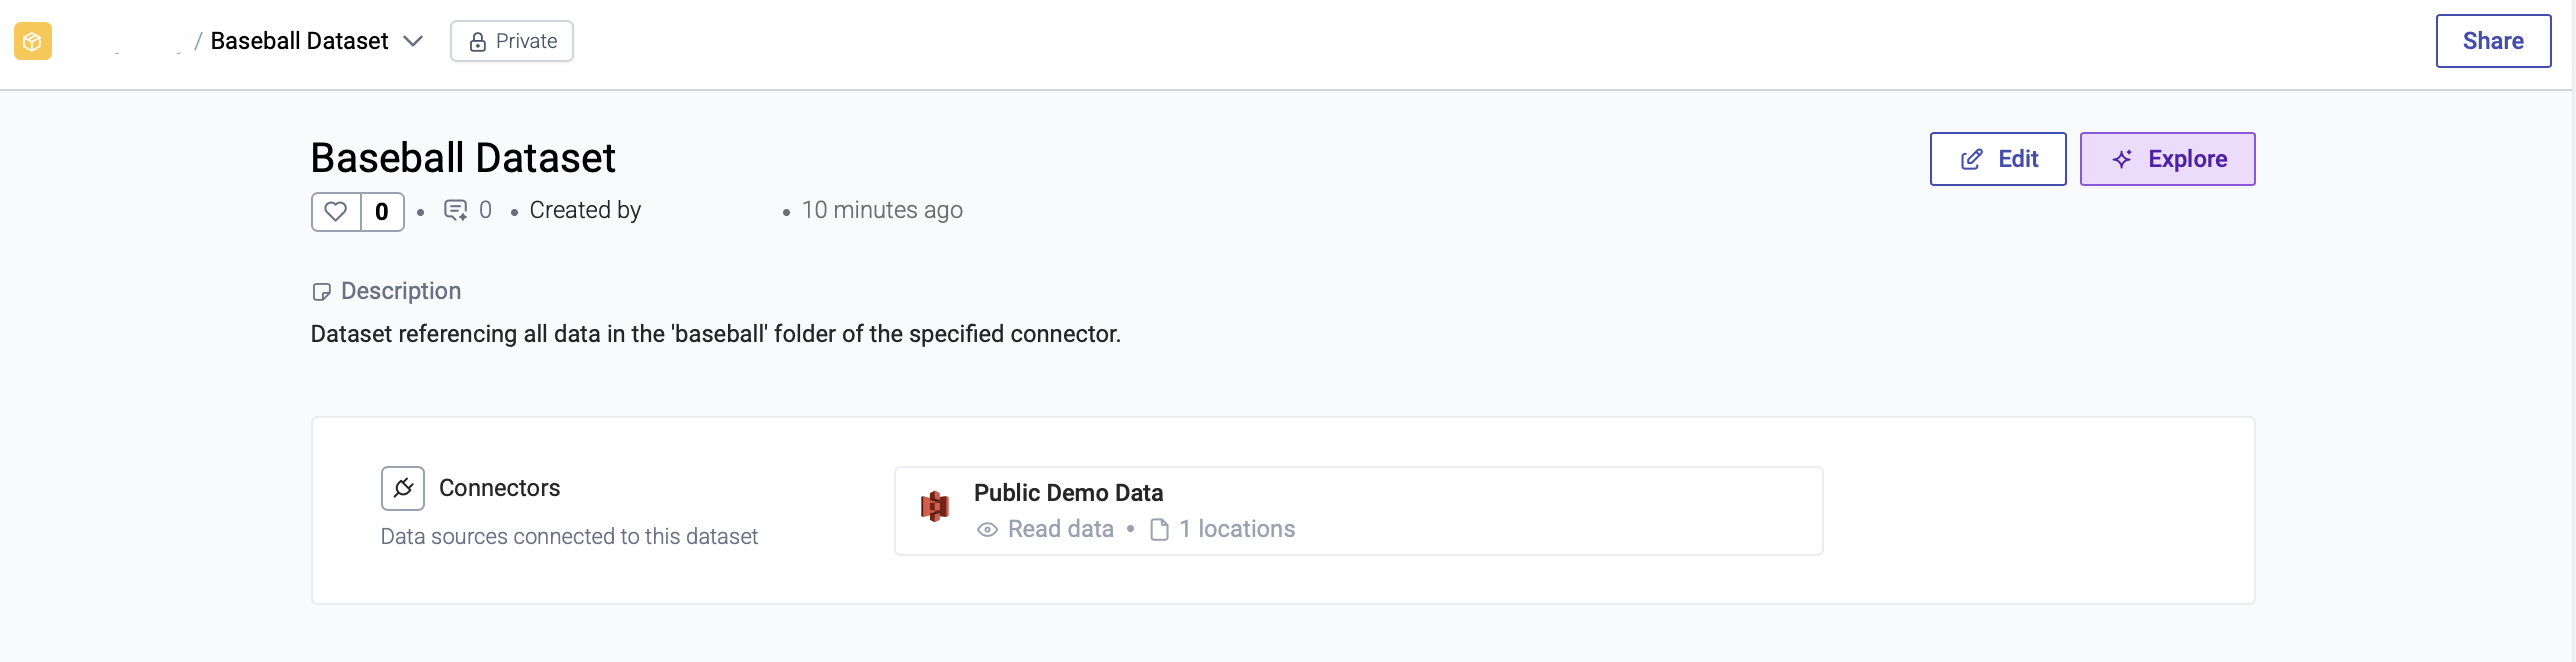 / Baseball Dataset
Private
Share
Baseball Dataset
Edit
Explore
0 • 0 • Created by • 10 minutes ago
Description
Dataset referencing all data in the 'baseball' folder of the specified connector.
Connectors
Data sources connected to this dataset
Public Demo Data
Read data • 1 locations